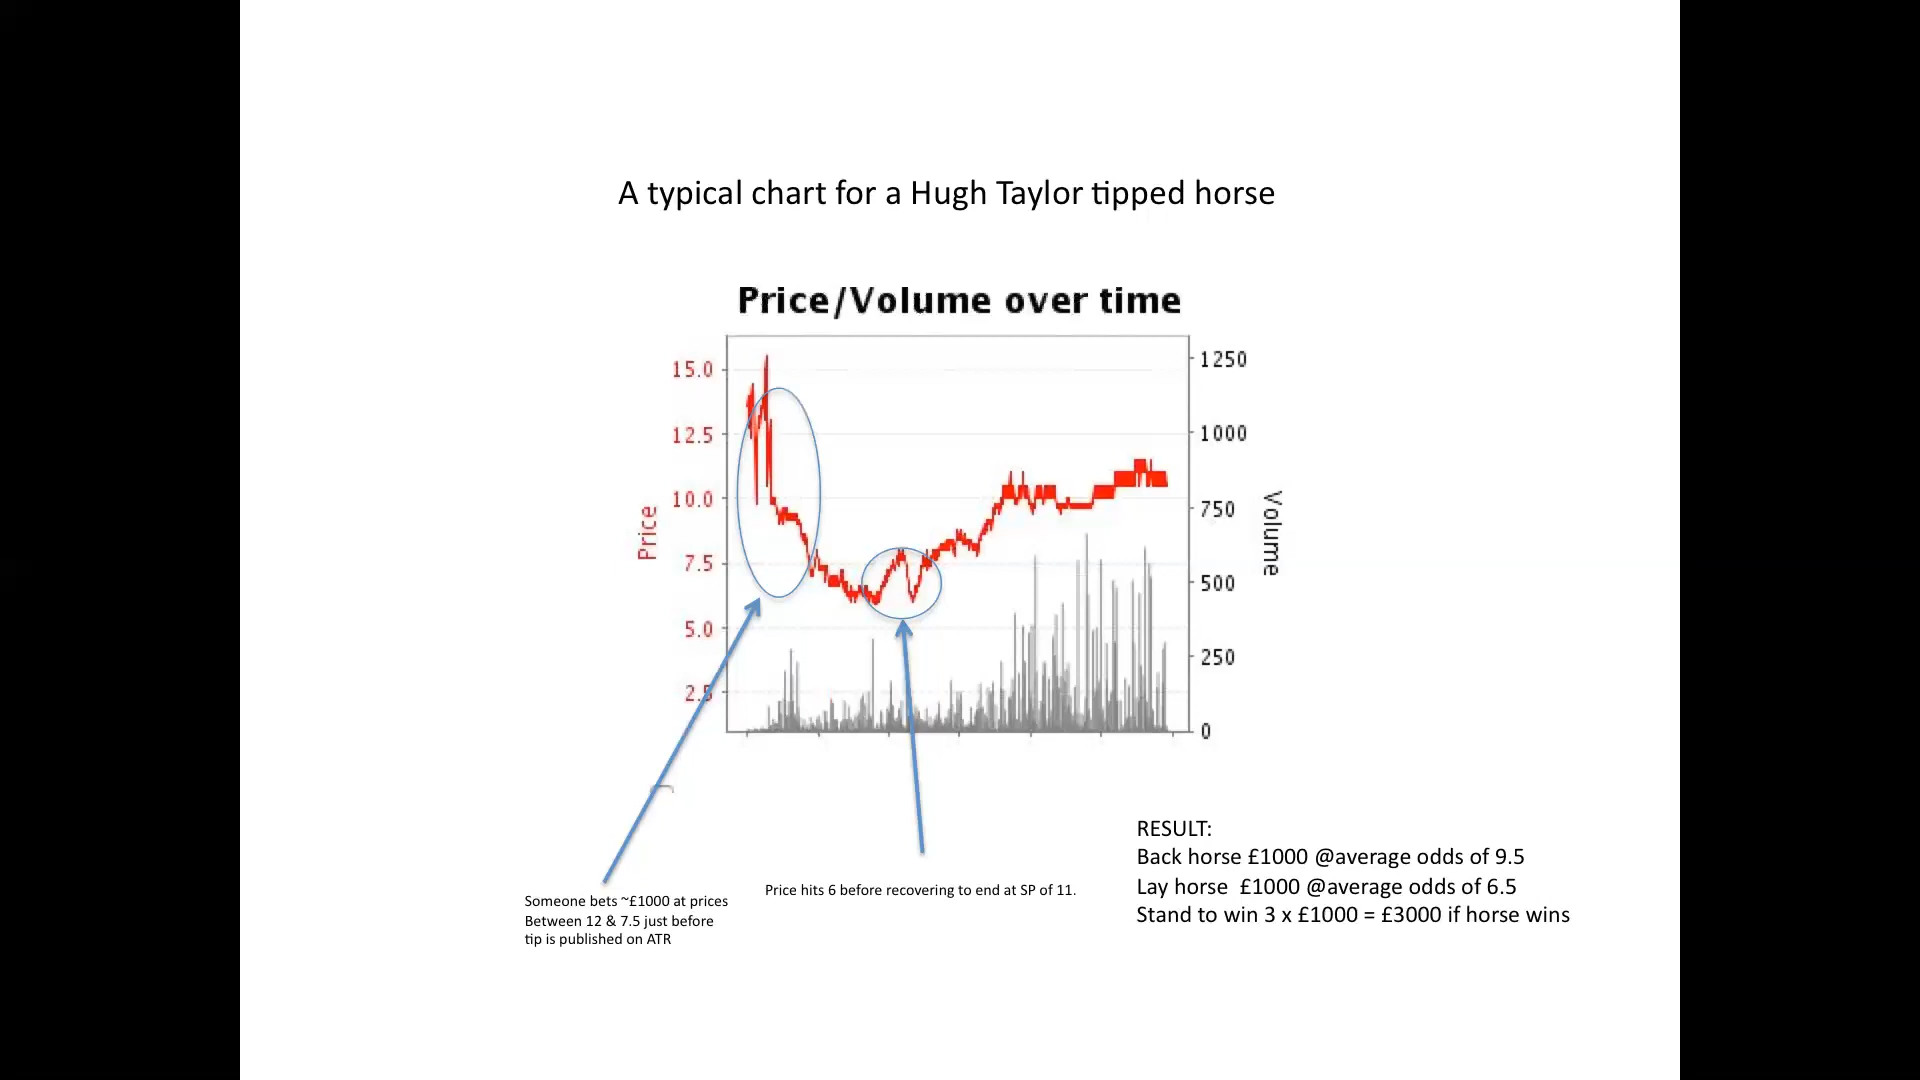 A typical chart for a Hugh Taylor tipped horse
Price/Volume over time
15.0
12.5
10.0
7.5
5.0
2.5
Price
1250
1000
750
500
250
0
Volume
Someone bets ~£1000 at prices
Between 12 & 7.5 just before
tip is published on ATR
Price hits 6 before recovering to end at SP of 11.
RESULT:
Back horse £1000 @average odds of 9.5
Lay horse  £1000 @average odds of 6.5
Stand to win 3 x £1000 = £3000 if horse wins